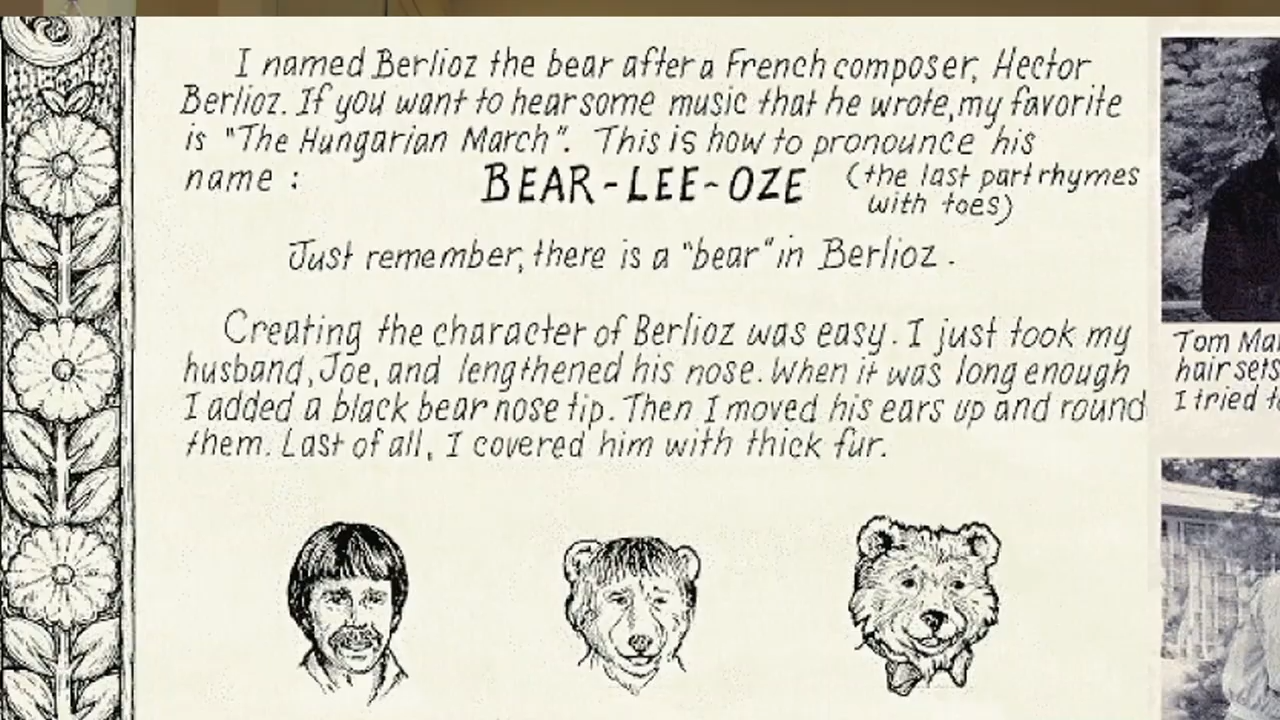 I named Berlioz the bear after a French composer, Hector
Berlioz. If you want to hear some music that he wrote, my favorite
is "The Hungarian March". This is how to pronounce his
name :
BEAR-LEE-OZE
(the last part rhymes
with toes)
Just remember, there is a "bear" in Berlioz.
Creating the character of Berlioz was easy. I just took my
husband, Joe, and lengthened his nose. When it was long enough
I added a black bear nose tip. Then I moved his ears up and round
them. Last of all, I covered him with thick fur.
Tom
hair sets
I tried